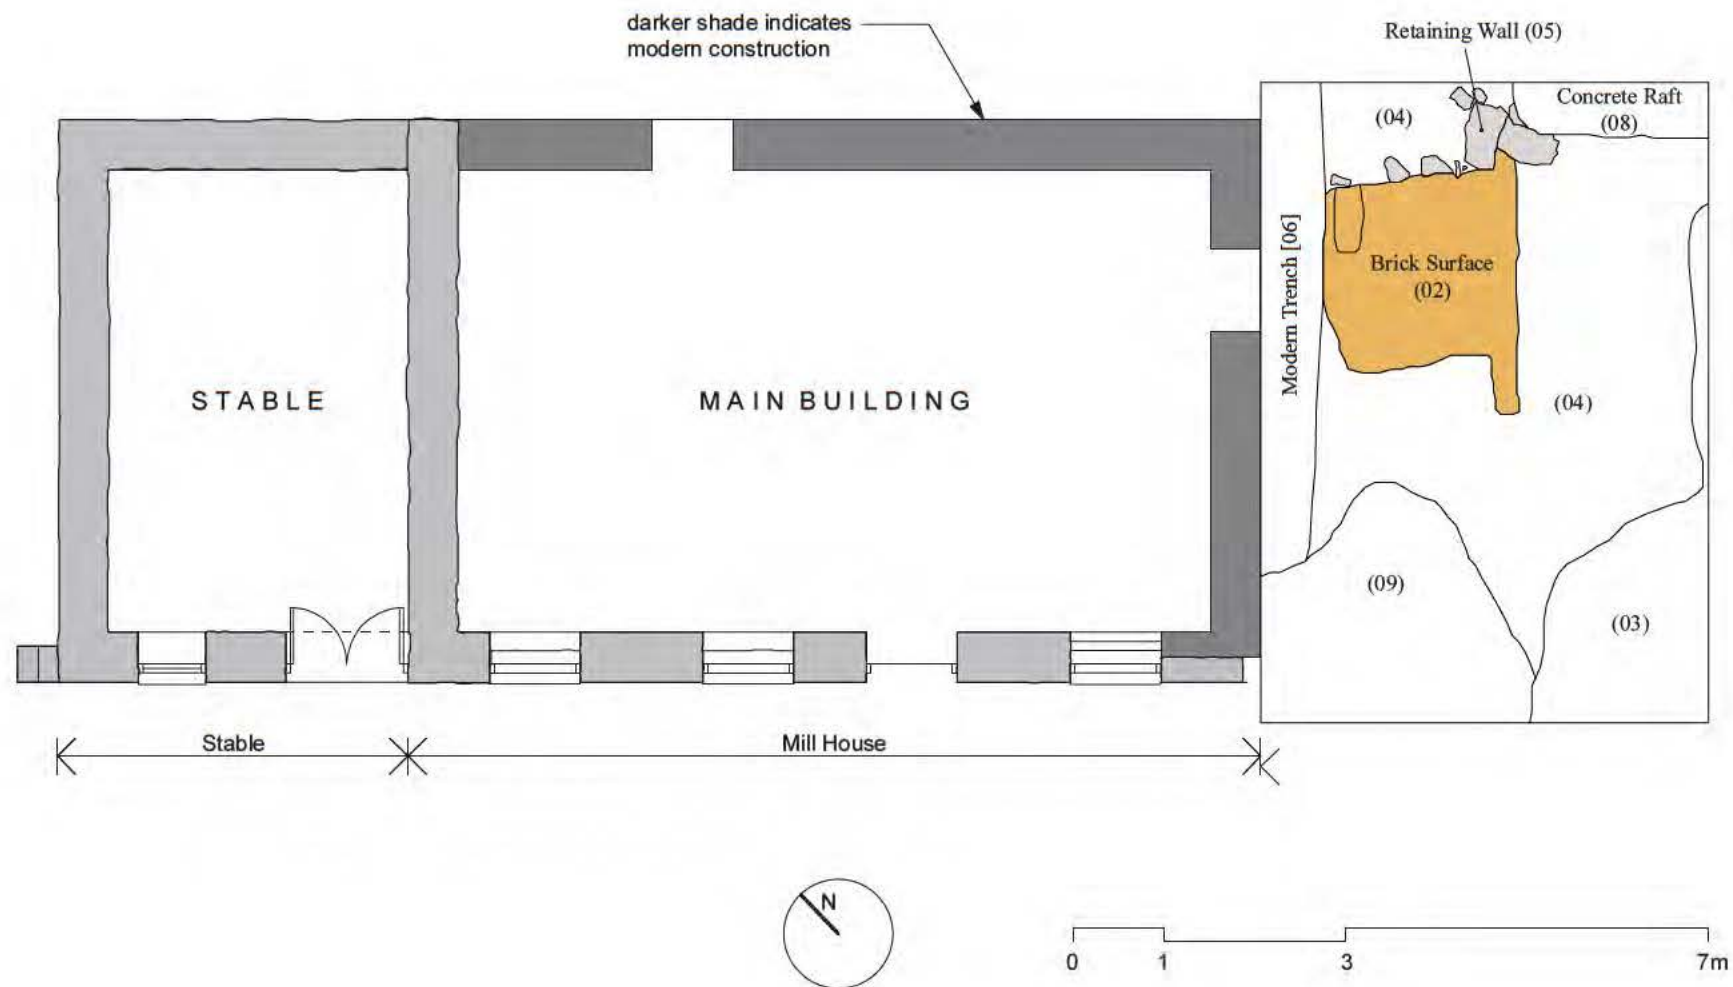 darker shade indicates
modern construction
Retaining Wall (05)
Concrete Raft
(08)
(04)
Modern Trench [06]
Brick Surface
(02)
STABLE
MAIN BUILDING
(04)
(09)
(03)
Stable
Mill House
N
0 1 3 7m